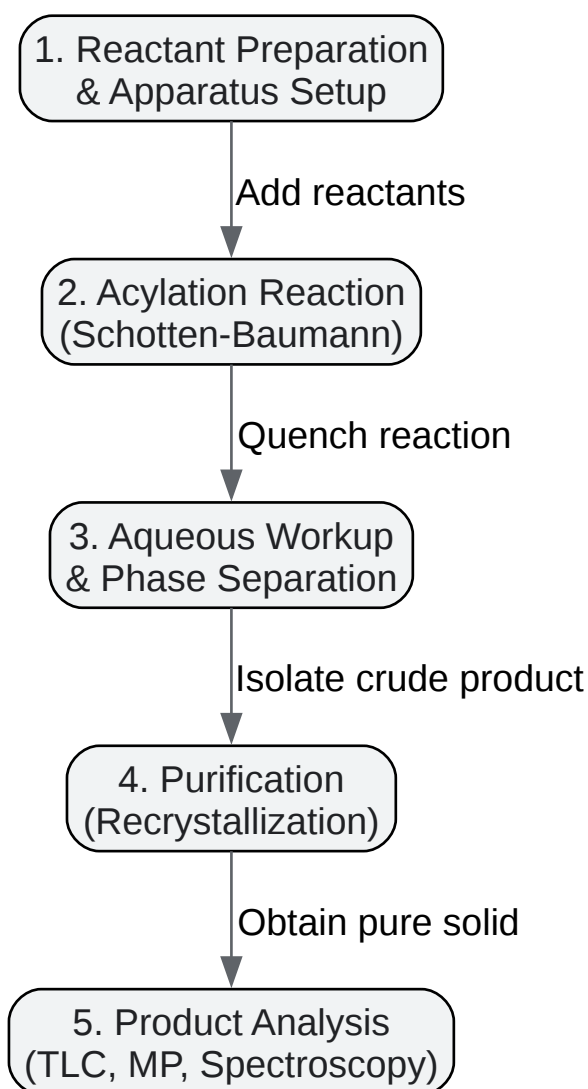 1. Reactant Preparation
& Apparatus Setup
Add reactants
2. Acylation Reaction
(Schotten-Baumann)
Quench reaction
3. Aqueous Workup
& Phase Separation
Isolate crude product
4. Purification
(Recrystallization)
Obtain pure solid
5. Product Analysis
(TLC, MP, Spectroscopy)